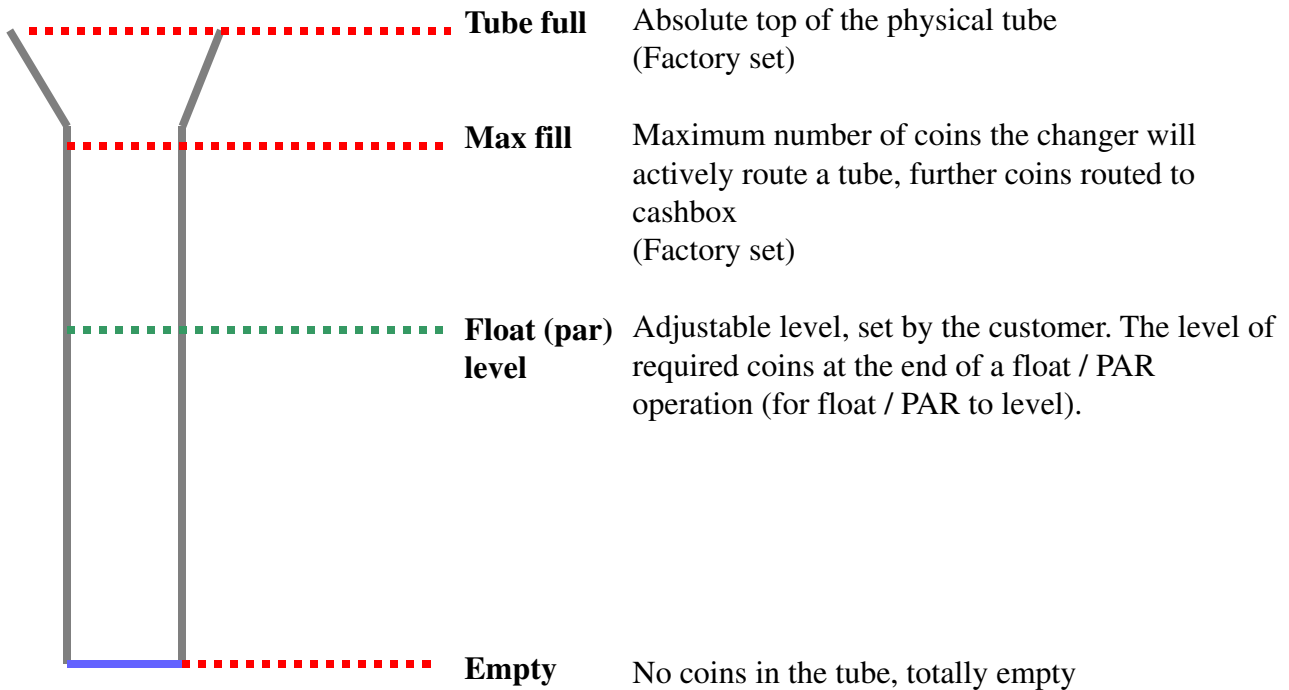 Tube full Absolute top of the physical tube
(Factory set)
Max fill Maximum number of coins the changer will
actively route a tube, further coins routed to
cashbox
(Factory set)
Float (par) Adjustable level, set by the customer. The level of
level required coins at the end of a float / PAR
operation (for float / PAR to level).
Empty No coins in the tube, totally empty